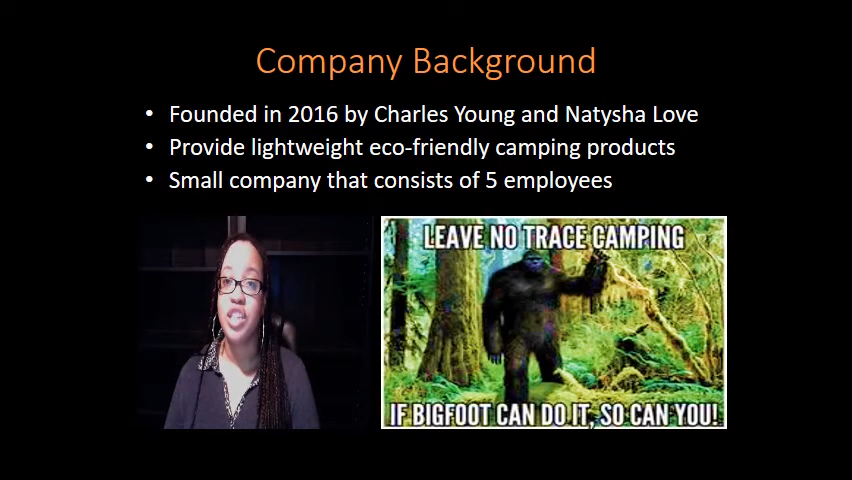 Company Background
• Founded in 2016 by Charles Young and Natysha Love
• Provide lightweight eco-friendly camping products
• Small company that consists of 5 employees
LEAVE NO TRACE CAMPING
IF BIGFOOT CAN DO IT, SO CAN YOU!